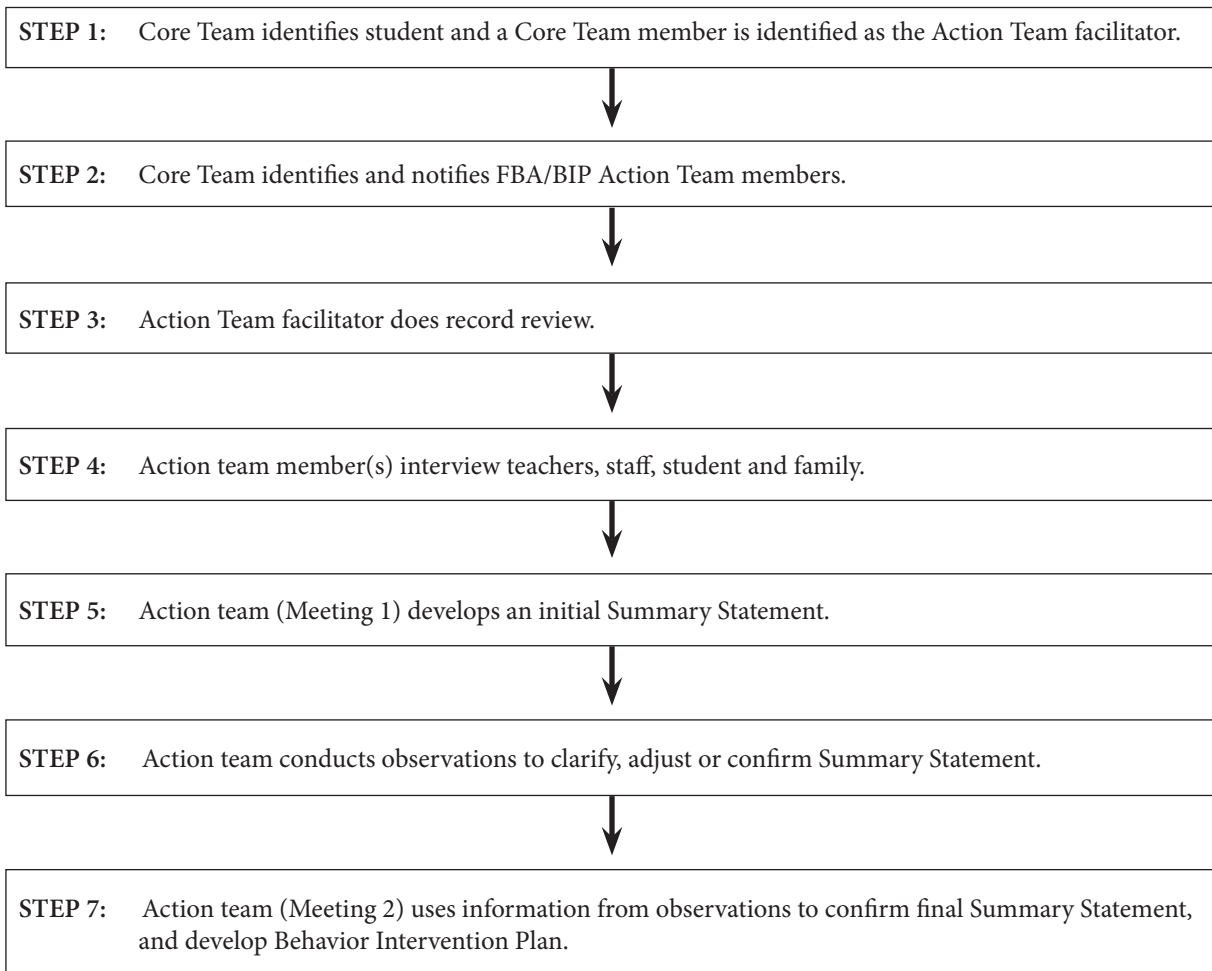 STEP 1: Core Team identifies student and a Core Team member is identified as the Action Team facilitator.
STEP 2: Core Team identifies and notifies FBA/BIP Action Team members.
STEP 3: Action Team facilitator does record review.
STEP 4: Action team member(s) interview teachers, staff, student and family.
STEP 5: Action team (Meeting 1) develops an initial Summary Statement.
STEP 6: Action team conducts observations to clarify, adjust or confirm Summary Statement.
STEP 7: Action team (Meeting 2) uses information from observations to confirm final Summary Statement,
and develop Behavior Intervention Plan.